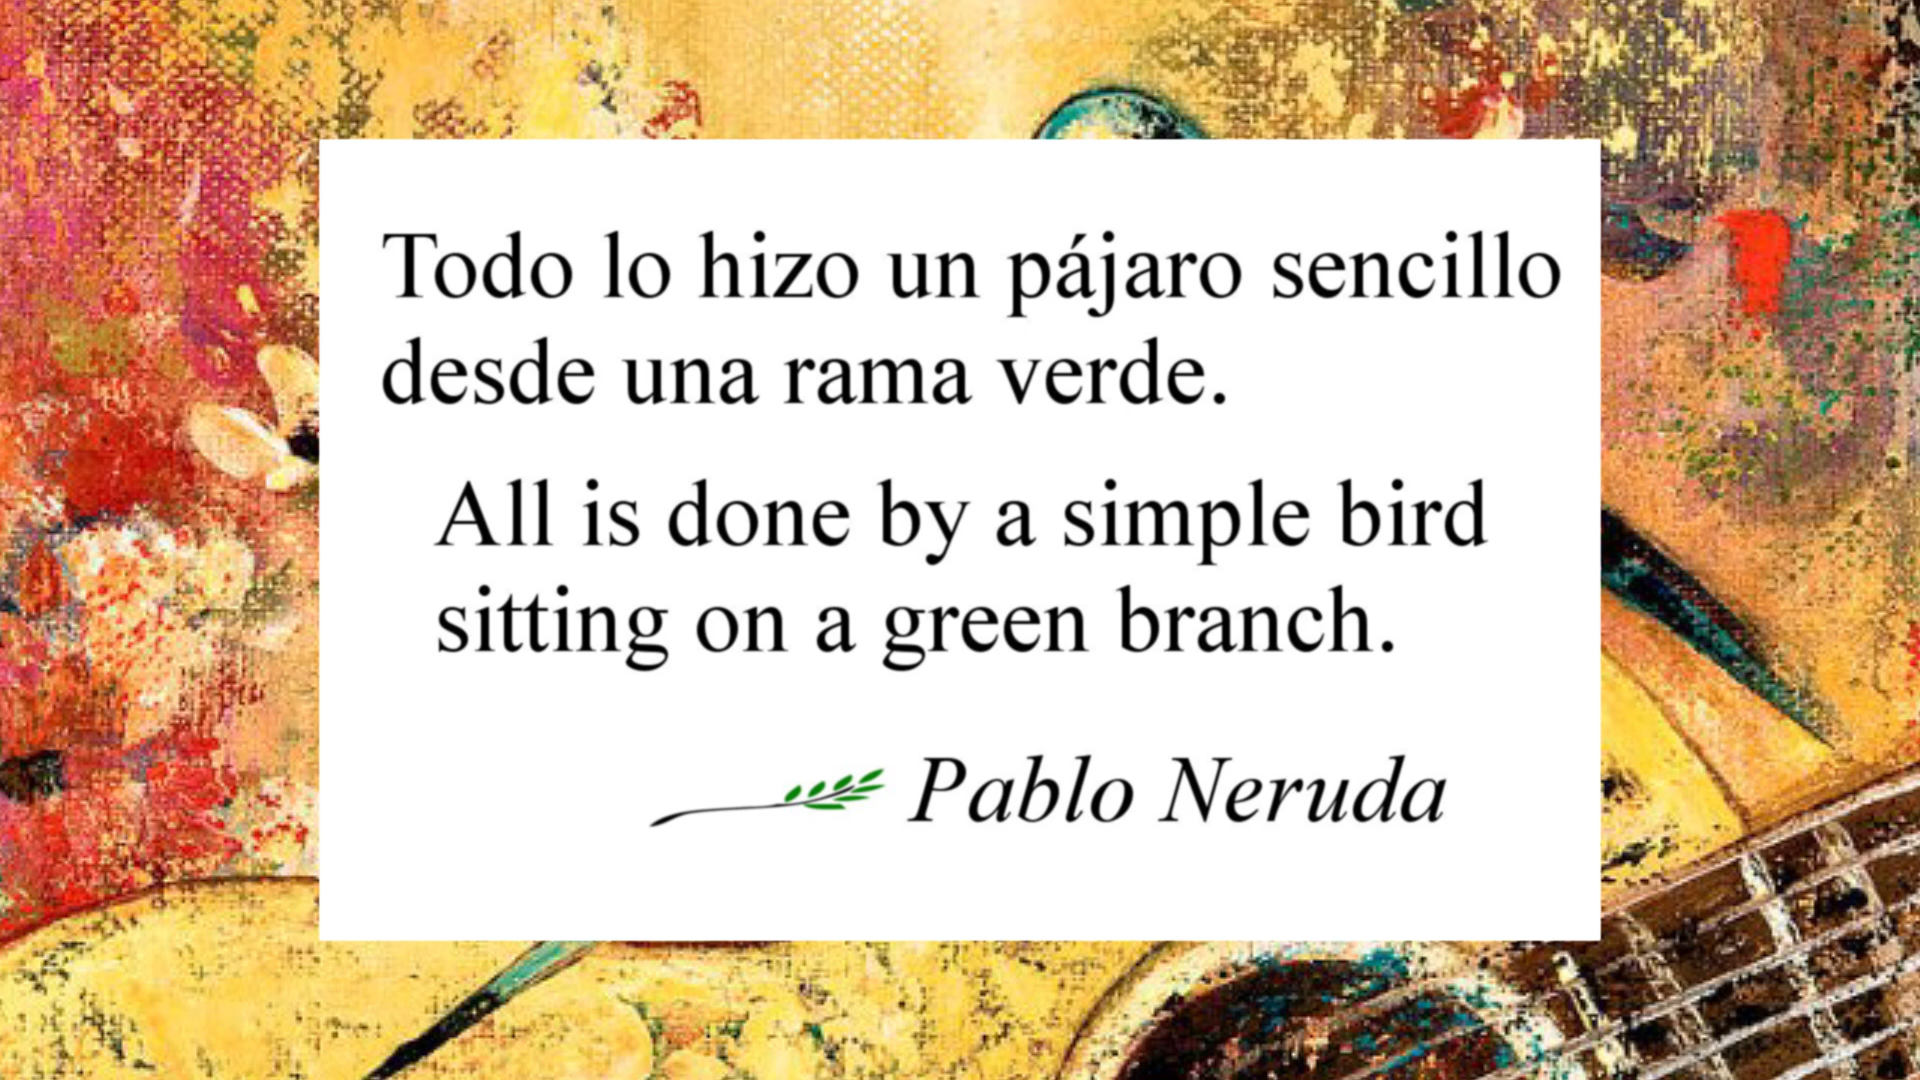 Todo lo hizo un pájaro sencillo
desde una rama verde.
All is done by a simple bird
sitting on a green branch.
Pablo Neruda